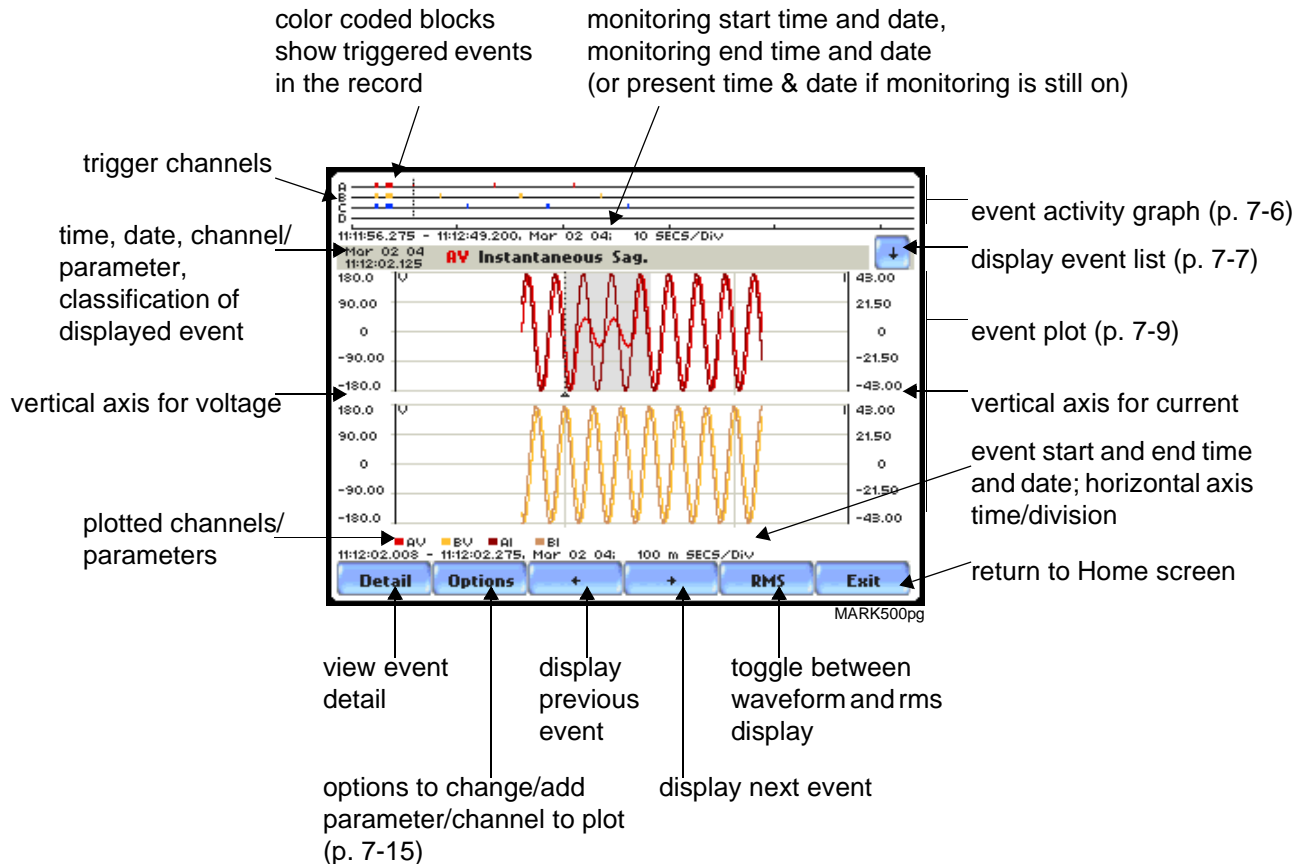 color coded blocks
show triggered events
in the record
monitoring start time and date,
monitoring end time and date
(or present time & date if monitoring is still on)
trigger channels
A
B
C
D
event activity graph (p. 7-6)
11:11:56.275 - 11:12:49.200, Mar 02 04; 10 SECS/Div
time, date, channel/
parameter,
classification of
displayed event
Mar 02 04
11:12:02.125
AV Instantaneous Sag.
↓
display event list (p. 7-7)
180.0
90.00
0
-90.00
-180.0
V
I
43.00
21.50
0
-21.50
-43.00
event plot (p. 7-9)
vertical axis for voltage
vertical axis for current
180.0
90.00
0
-90.00
-180.0
V
I
43.00
21.50
0
-21.50
-43.00
event start and end time
and date; horizontal axis
time/division
plotted channels/
parameters
AV BV AI BI
11:12:02.008 - 11:12:02.275, Mar 02 04; 100 m SECS/Div
Detail Options ← → RMS Exit
return to Home screen
MARK500pg
view event
detail
display
previous
event
toggle between
waveform and rms
display
options to change/add
parameter/channel to plot
(p. 7-15)
display next event